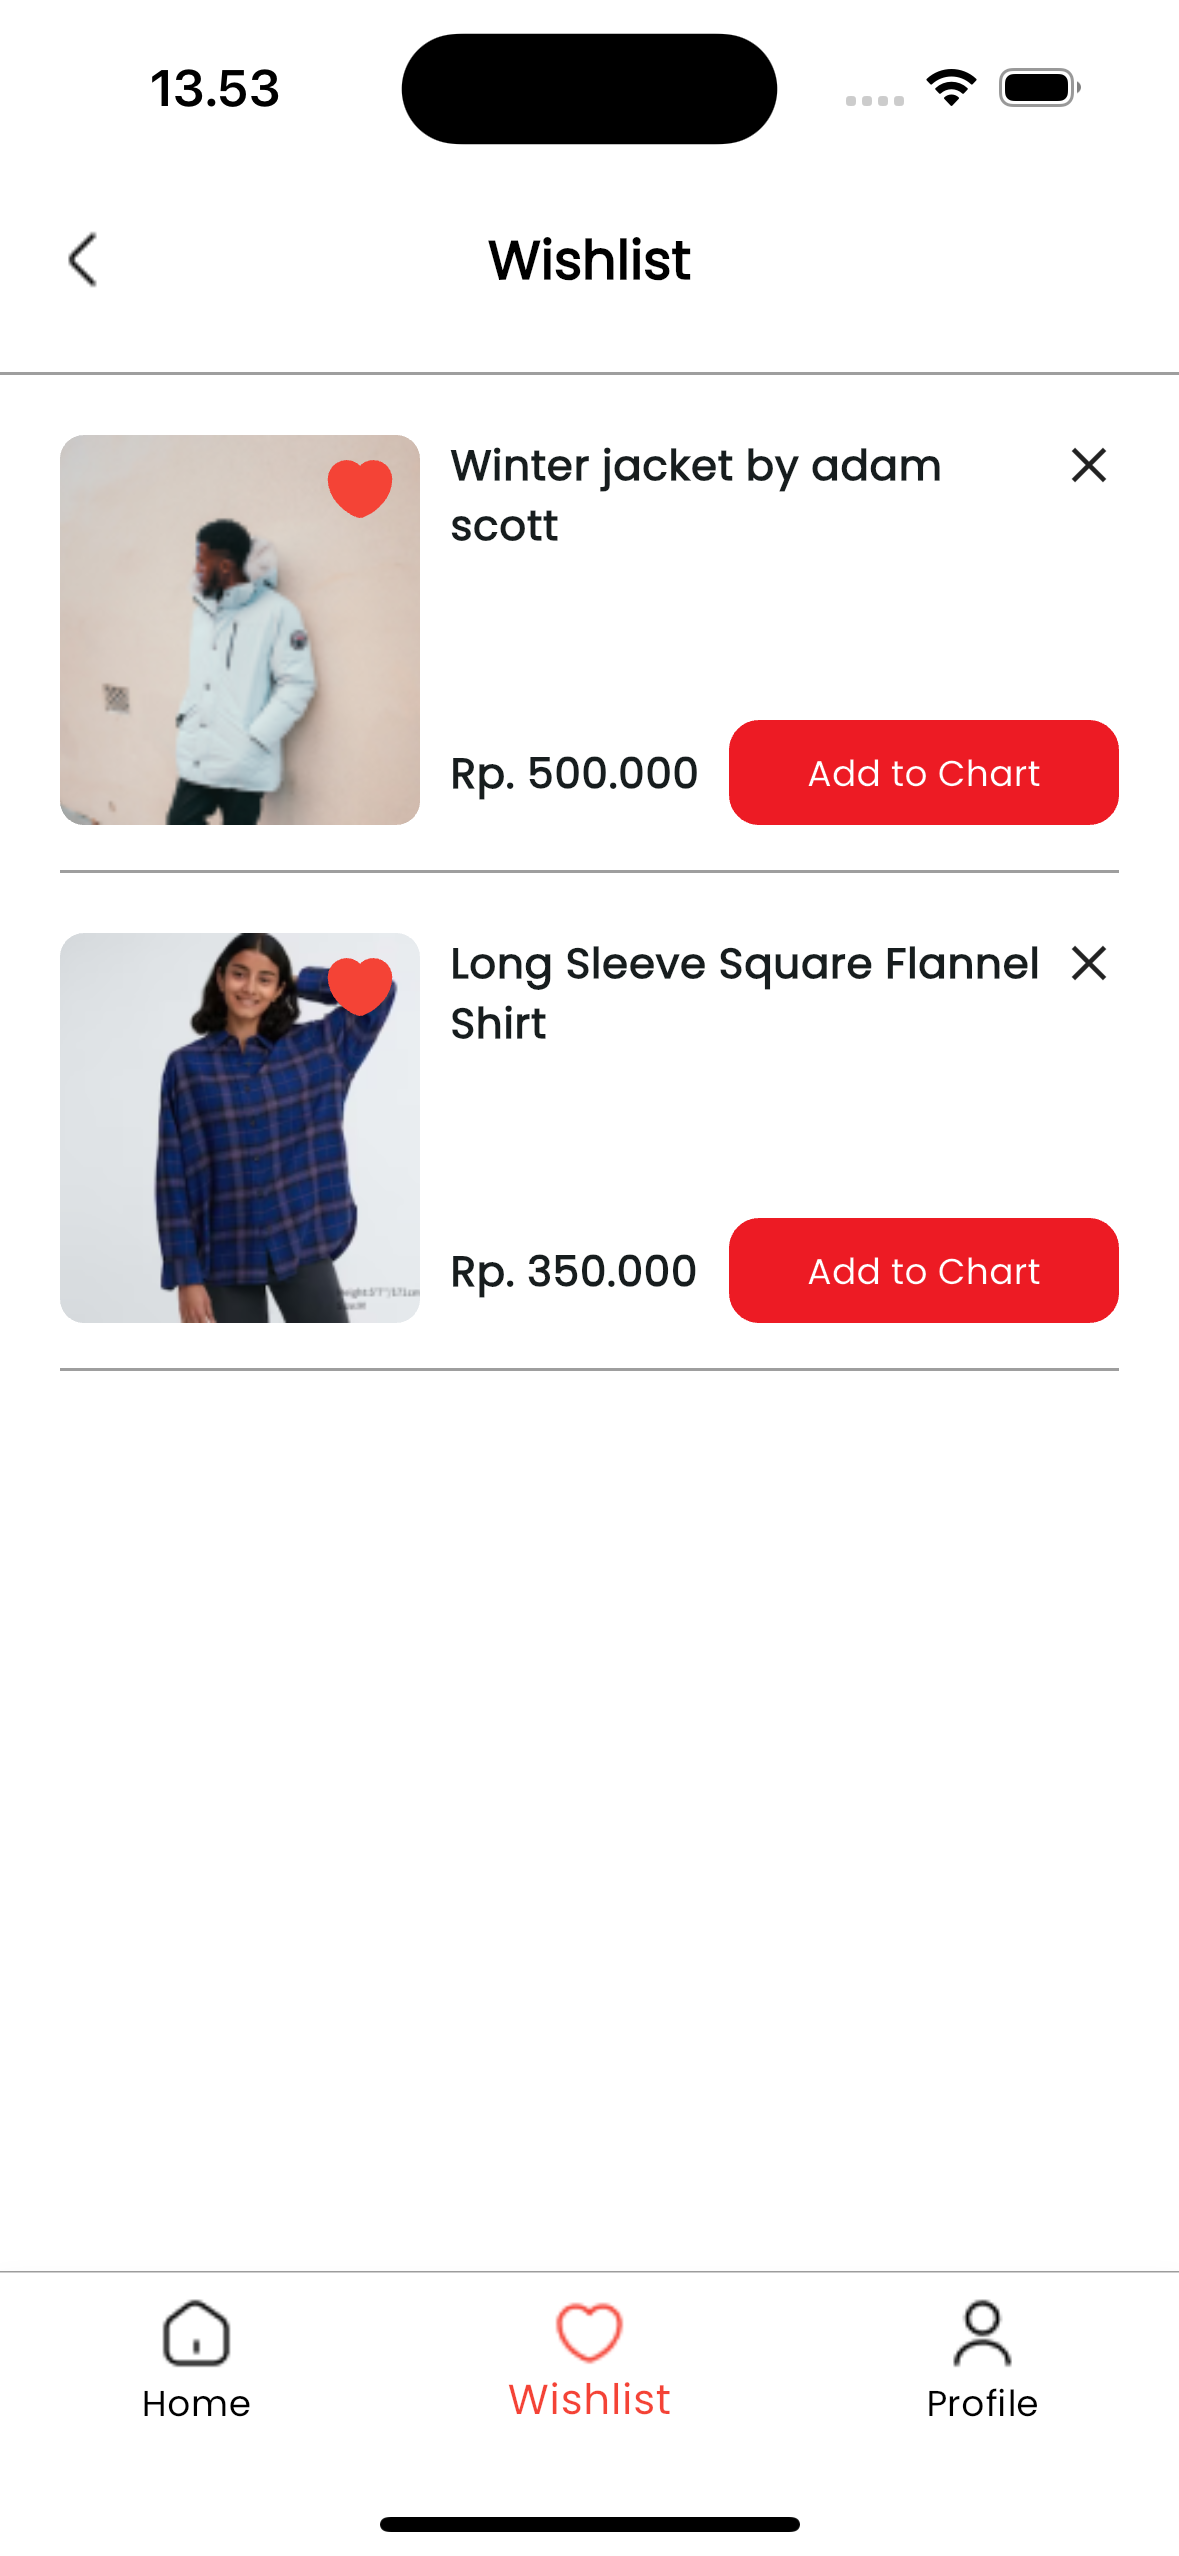 13.53
Wishlist
Winter jacket by adam
scott
Rp. 500.000
Add to Chart
Long Sleeve Square Flannel
Shirt
Rp. 350.000
Add to Chart
Home
Wishlist
Profile